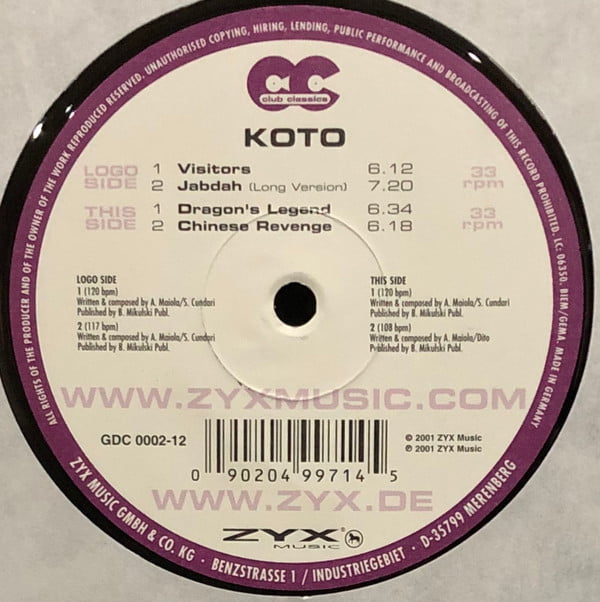 ALL RIGHTS OF THE PRODUCER AND OF THE OWNER OF THE WORK REPRODUCED RESERVED. UNAUTHORISED COPYING, HIRING, LENDING, PUBLIC PERFORMANCE AND BROADCASTING OF THIS RECORD PROHIBITED. LC: 06350. BIEM/GEMA. MADE IN GERMANY
CC
club classics
KOTO
LOGO SIDE 1 Visitors 6.12 33 rpm
2 Jabdah (Long Version) 7.20
THIS SIDE 1 Dragon's Legend 6.34 33 rpm
2 Chinese Revenge 6.18
LOGO SIDE
1 (120 bpm)
Written & composed by A. Maiola/S. Cundari
Published by B. Mikulski Publ.
2 (117 bpm)
Written & composed by A. Maiola/S. Cundari
Published by B. Mikulski Publ.
THIS SIDE
1 (120 bpm)
Written & composed by A. Maiola/S. Cundari
Published by B. Mikulski Publ.
2 (108 bpm)
Written & composed by A. Maiola/Dito
Published by B. Mikulski Publ.
WWW.ZYXMUSIC.COM
GDC 0002-12
0 90204 99714 5
© 2001 ZYX Music
℗ 2001 ZYX Music
WWW.ZYX.DE
ZYX®
MUSIC
ZYX MUSIC GMBH & CO. KG · BENZSTRASSE 1 / INDUSTRIEGEBIET · D-35799 MERENBERG